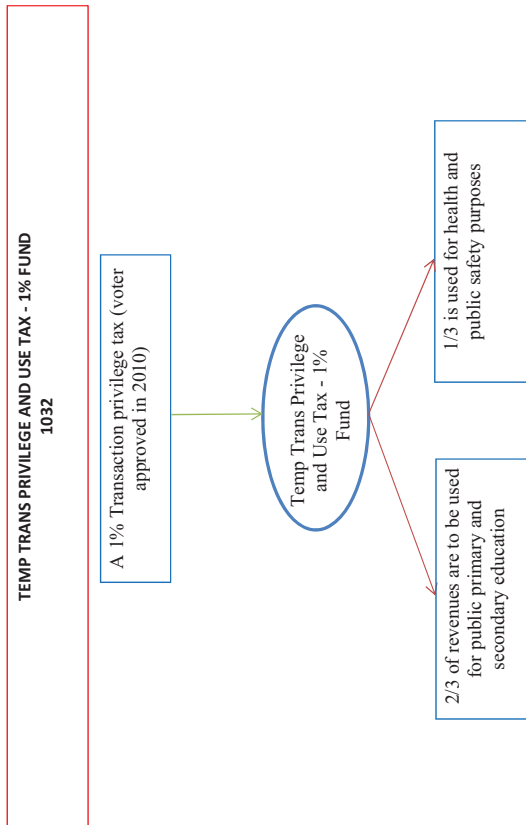 TEMP TRANS PRIVILEGE AND USE TAX - 1% FUND
1032
A 1% Transaction privilege tax (voter
approved in 2010)
Temp Trans Privilege
and Use Tax - 1%
Fund
2/3 of revenues are to be used
for public primary and
secondary education
1/3 is used for health and
public safety purposes